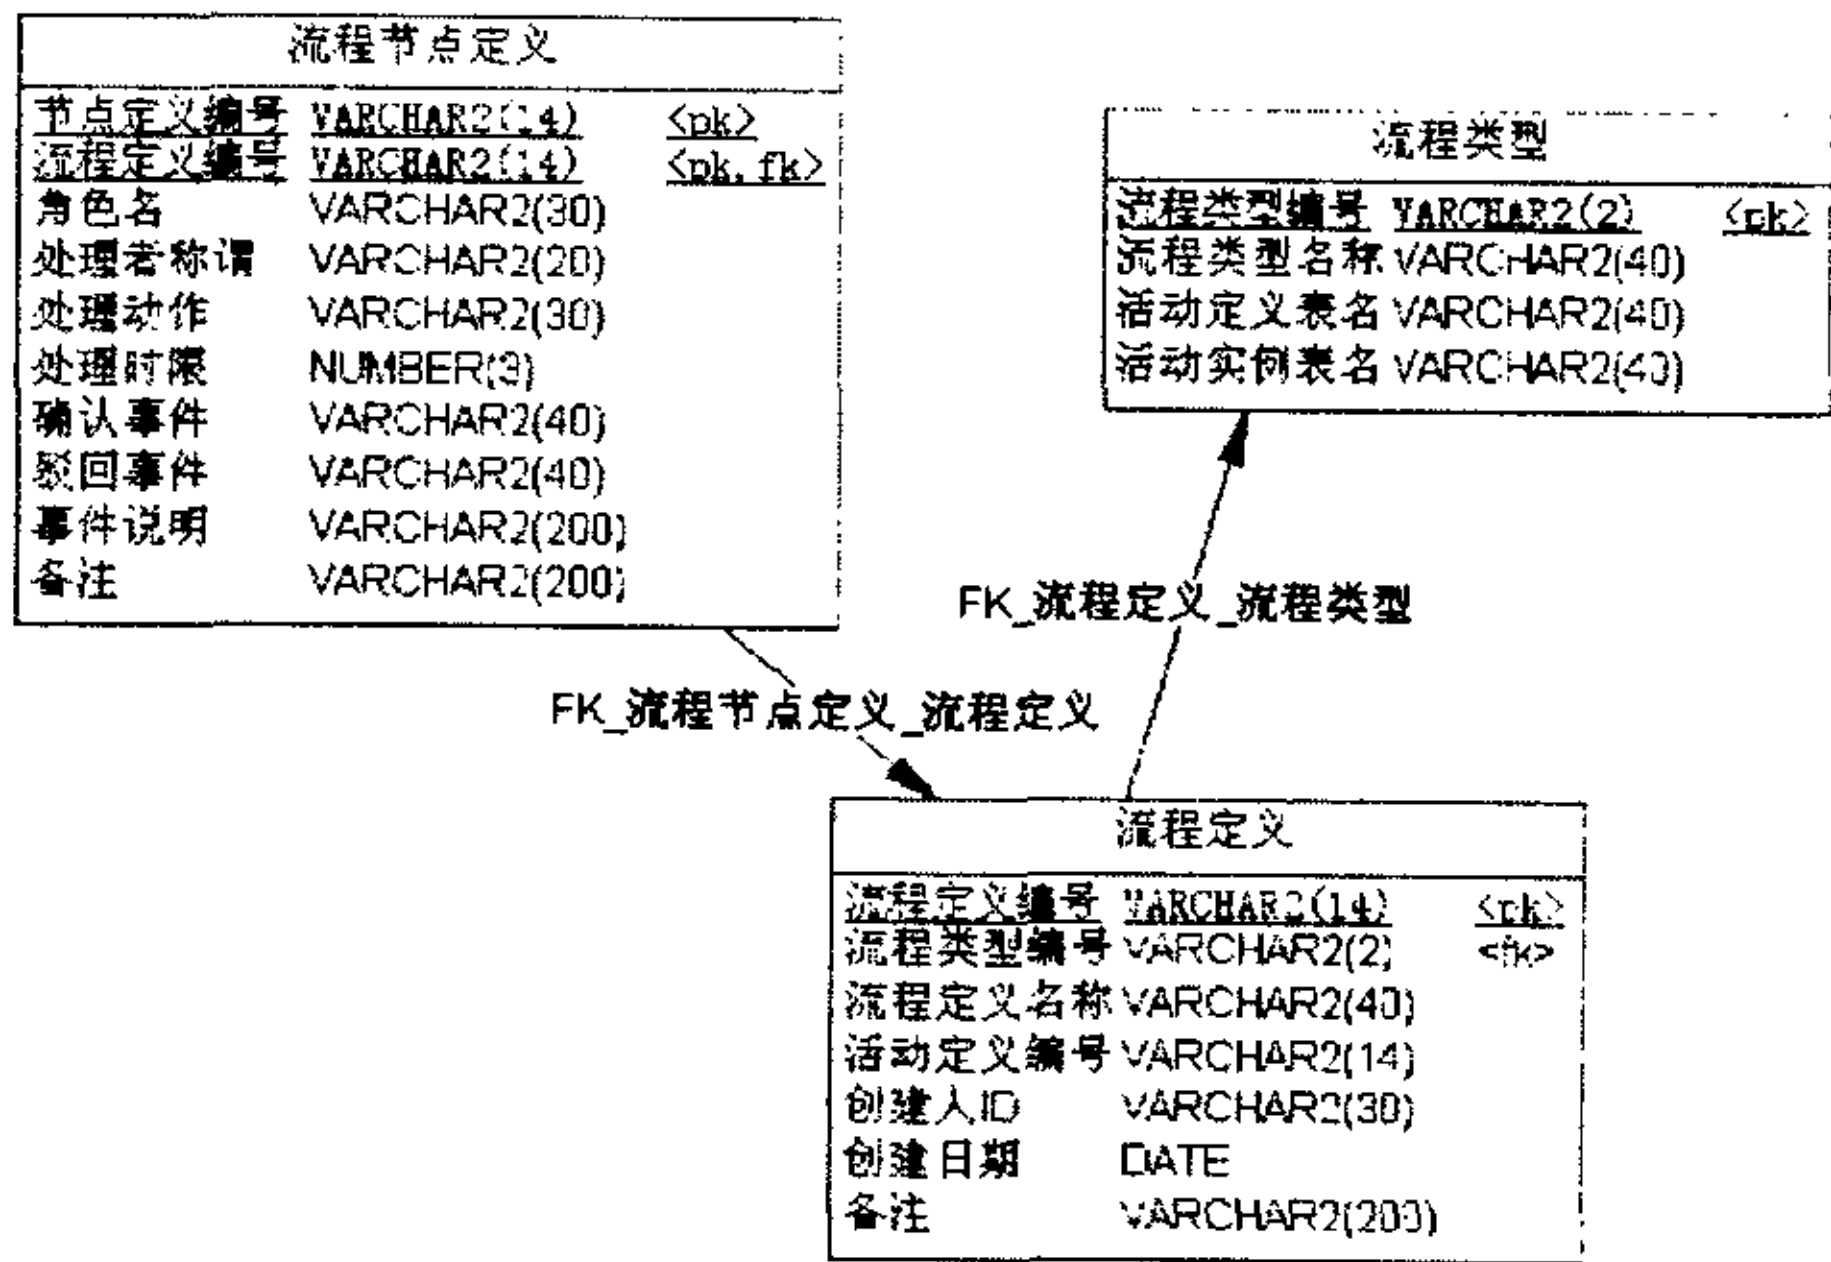 流程节点定义
节点定义编号 VARCHAR2(14) <pk>
流程定义编号 VARCHAR2(14) <pk,fk>
角色名 VARCHAR2(30)
处理者称谓 VARCHAR2(20)
处理动作 VARCHAR2(30)
处理时限 NUMBER(3)
确认事件 VARCHAR2(40)
驳回事件 VARCHAR2(40)
事件说明 VARCHAR2(200)
备注 VARCHAR2(200)
流程类型
流程类型编号 VARCHAR2(2) <pk>
流程类型名称 VARCHAR2(40)
活动定义表名 VARCHAR2(40)
活动实例表名 VARCHAR2(40)
FK_流程定义_流程类型
FK_流程节点定义_流程定义
流程定义
流程定义编号 VARCHAR2(14) <pk>
流程类型编号 VARCHAR2(2) <fk>
流程定义名称 VARCHAR2(40)
活动定义编号 VARCHAR2(14)
创建人ID VARCHAR2(30)
创建日期 DATE
备注 VARCHAR2(200)